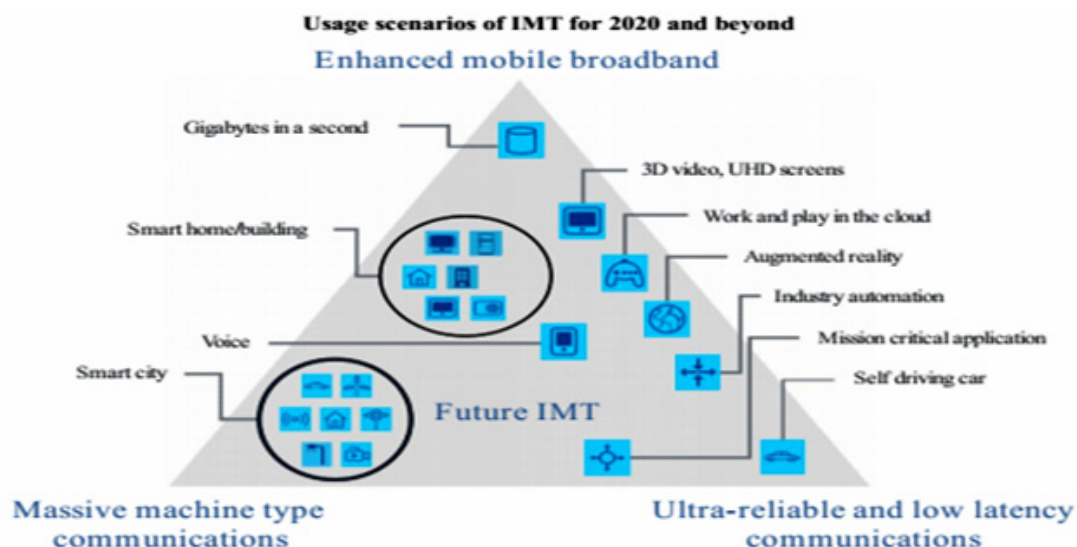 Usage scenarios of IMT for 2020 and beyond
Enhanced mobile broadband
Gigabytes in a second
3D video, UHD screens
Work and play in the cloud
Smart home/building
Augmented reality
Industry automation
Voice
Mission critical application
Smart city
Self driving car
Future IMT
Massive machine type
communications
Ultra-reliable and low latency
communications